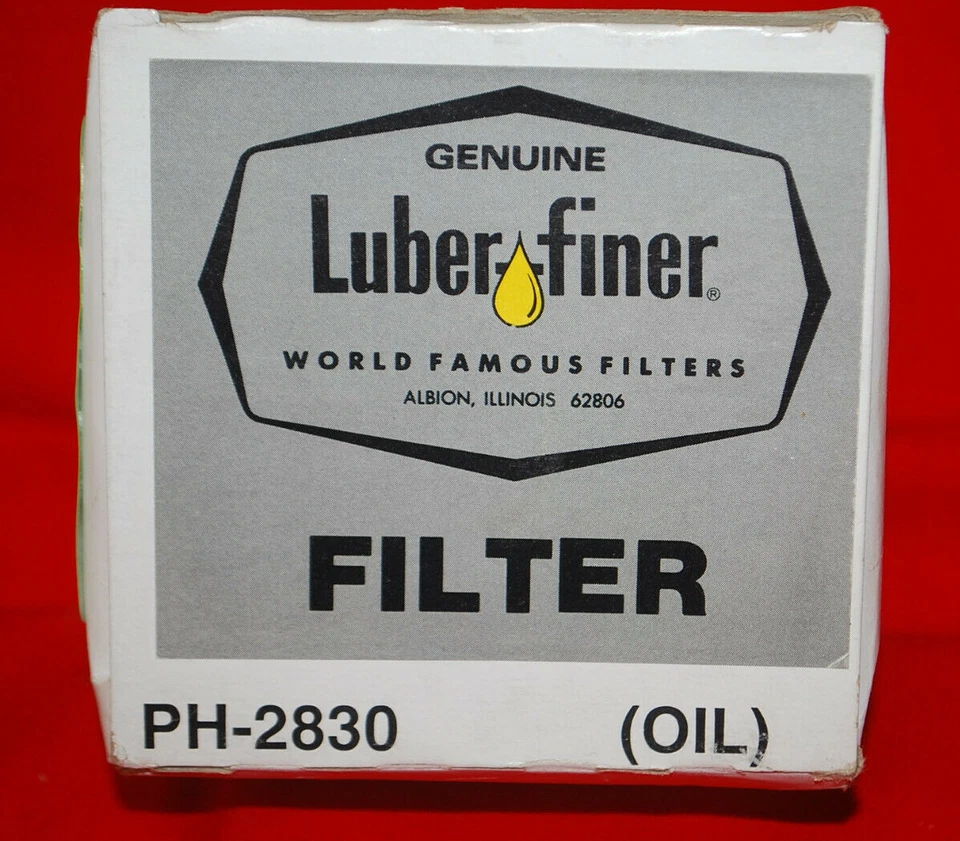 GENUINE
Luber-finer®
WORLD FAMOUS FILTERS
ALBION, ILLINOIS 62806
FILTER
PH-2830 (OIL)